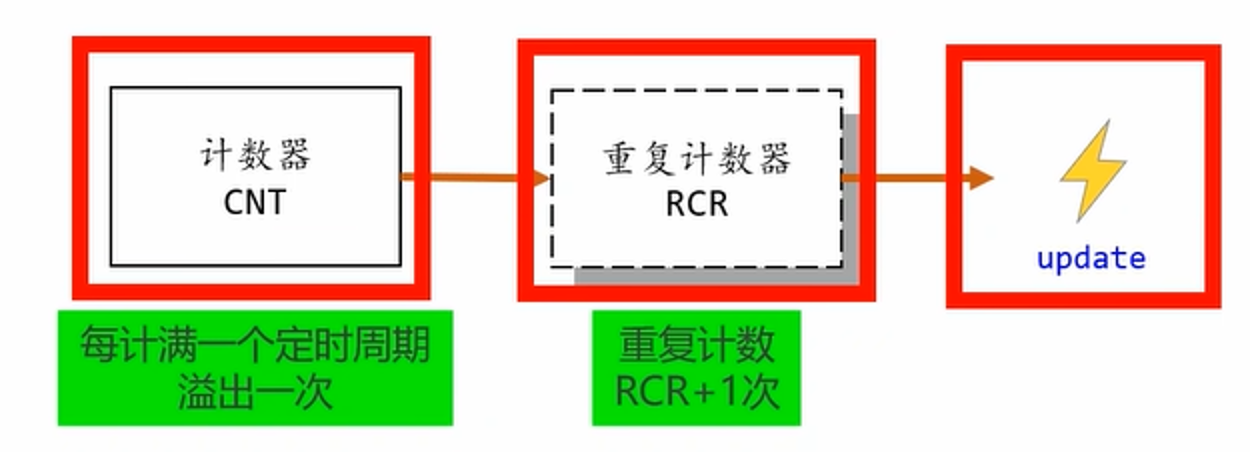 计数器
CNT
重复计数器
RCR
update
每计满一个定时周期
溢出一次
重复计数
RCR+1次